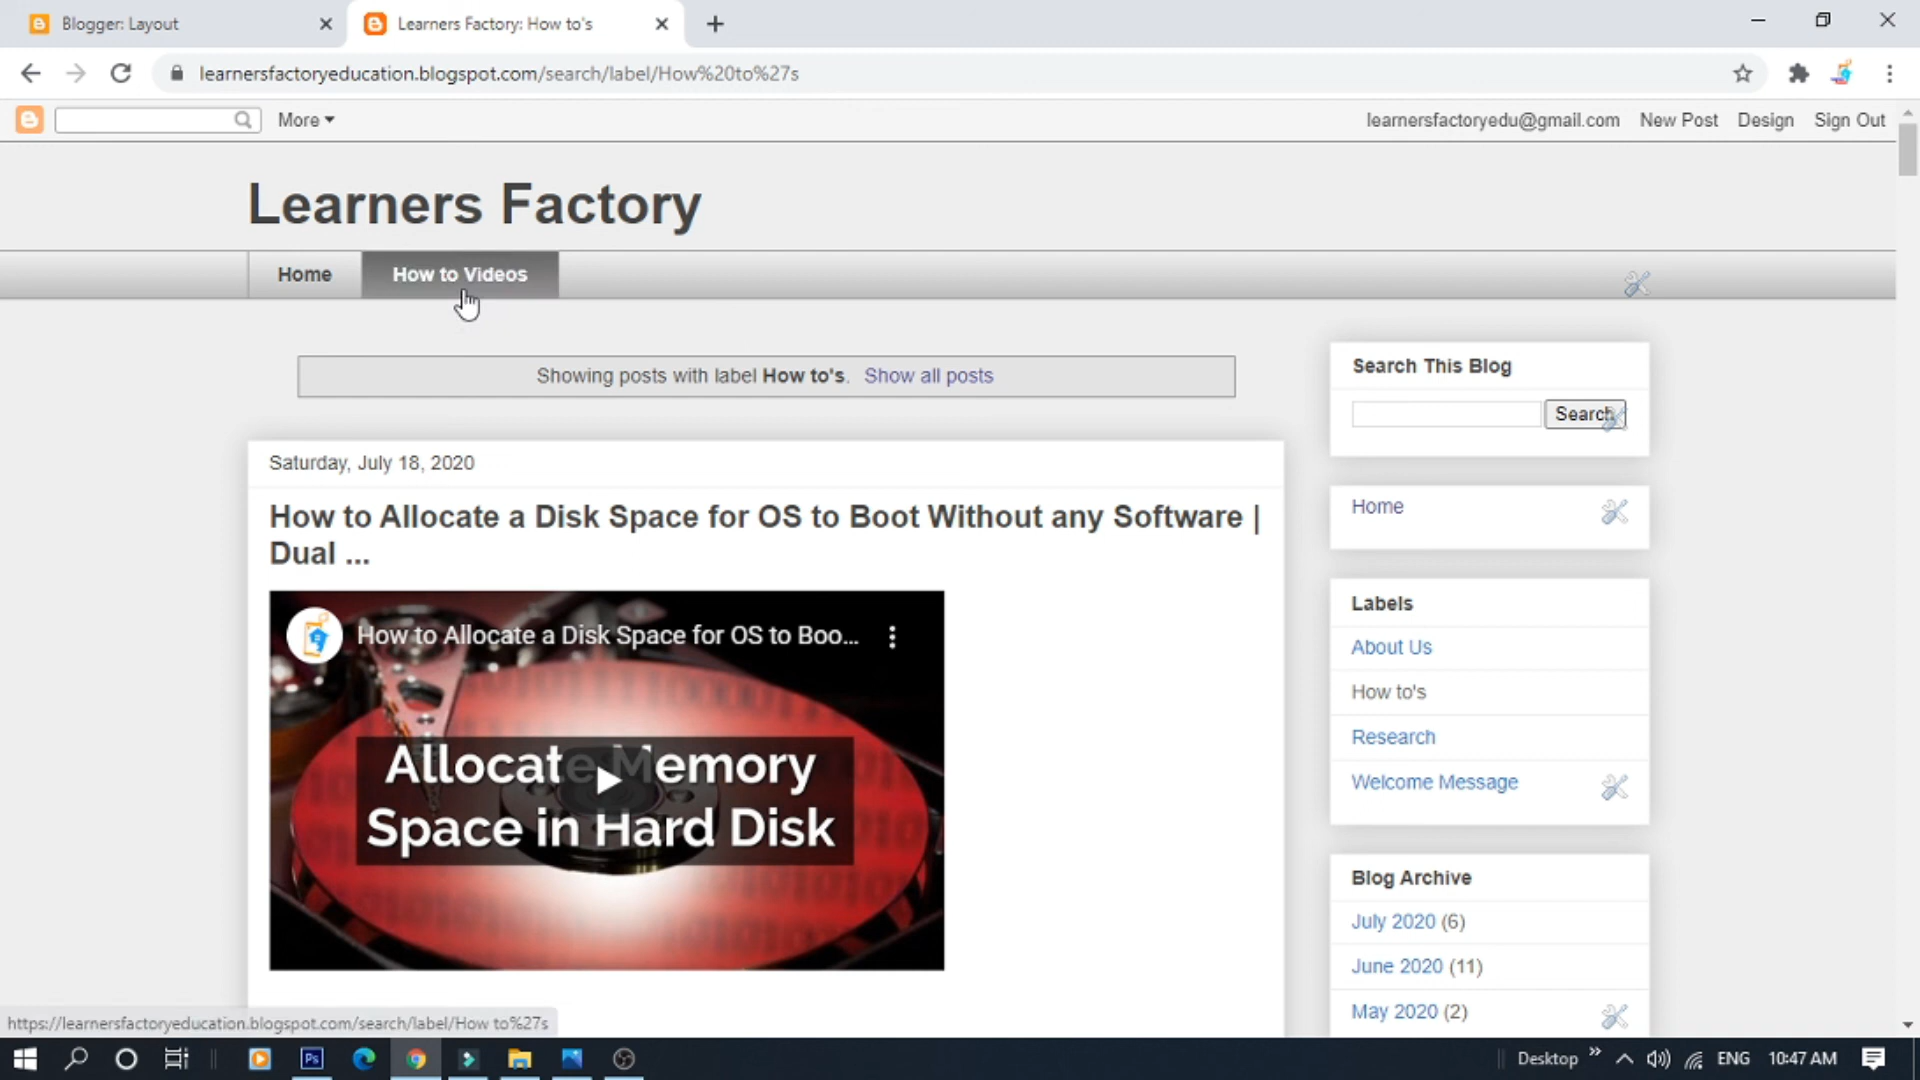 Blogger: Layout
Learners Factory: How to's
learnersfactoryeducation.blogspot.com/search/label/How%20to%27s
More
learnersfactoryedu@gmail.com New Post Design Sign Out
Learners Factory
Home How to Videos
Showing posts with label How to's. Show all posts
Search This Blog
Search
Saturday, July 18, 2020
How to Allocate a Disk Space for OS to Boot Without any Software |
Dual ...
Home
How to Allocate a Disk Space for OS to Boo...
Allocate Memory
Space in Hard Disk
Labels
About Us
How to's
Research
Welcome Message
Blog Archive
July 2020 (6)
June 2020 (11)
May 2020 (2)
https://learnersfactoryeducation.blogspot.com/search/label/How to%27s
Ps
Desktop ENG 10:47 AM